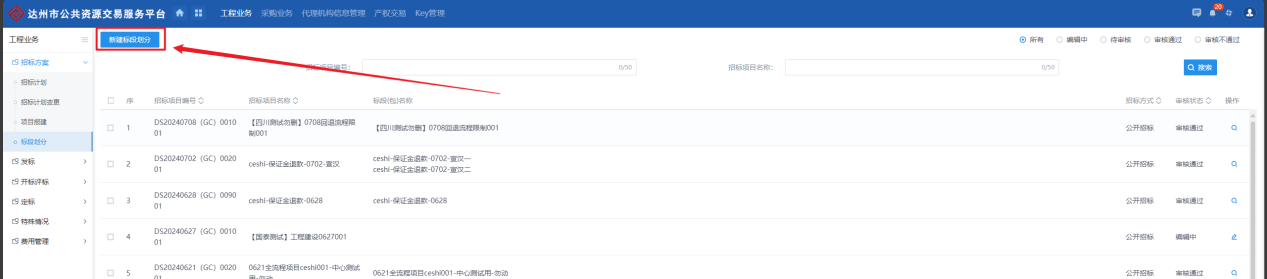 达州市公共资源交易服务平台 工程业务 采购业务 代理机构信息管理 产权交易 Key管理 20
工程业务
招标方案
招标计划
招标计划变更
项目组建
标段划分
发标
开标评标
定标
特殊情况
费用管理
新建标段划分
所有 编辑中 待审核 审核通过 审核不通过
招标项目编号: 0/50 招标项目名称: 0/50 搜索
序 招标项目编号 招标项目名称 标段(包)名称 招标方式 审核状态 操作
1 DS20240708（GC）001001 【四川测试勿删】0708回退流程限制001 【四川测试勿删】0708回退流程限制001 公开招标 审核通过
2 DS20240702（GC）002001 ceshi-保证金退款-0702-宣汉 ceshi-保证金退款-0702-宣汉一
ceshi-保证金退款-0702-宣汉二 公开招标 审核通过
3 DS20240628（GC）009001 ceshi-保证金退款-0628 ceshi-保证金退款-0628 公开招标 审核通过
4 DS20240627（GC）001001 【国泰测试】工程建设0627001 公开招标 编辑中
5 DS20240621（GC）002001 0621全流程项目ceshi001-中心测试用-勿动 0621全流程项目ceshi001-中心测试用-勿动 公开招标 审核通过